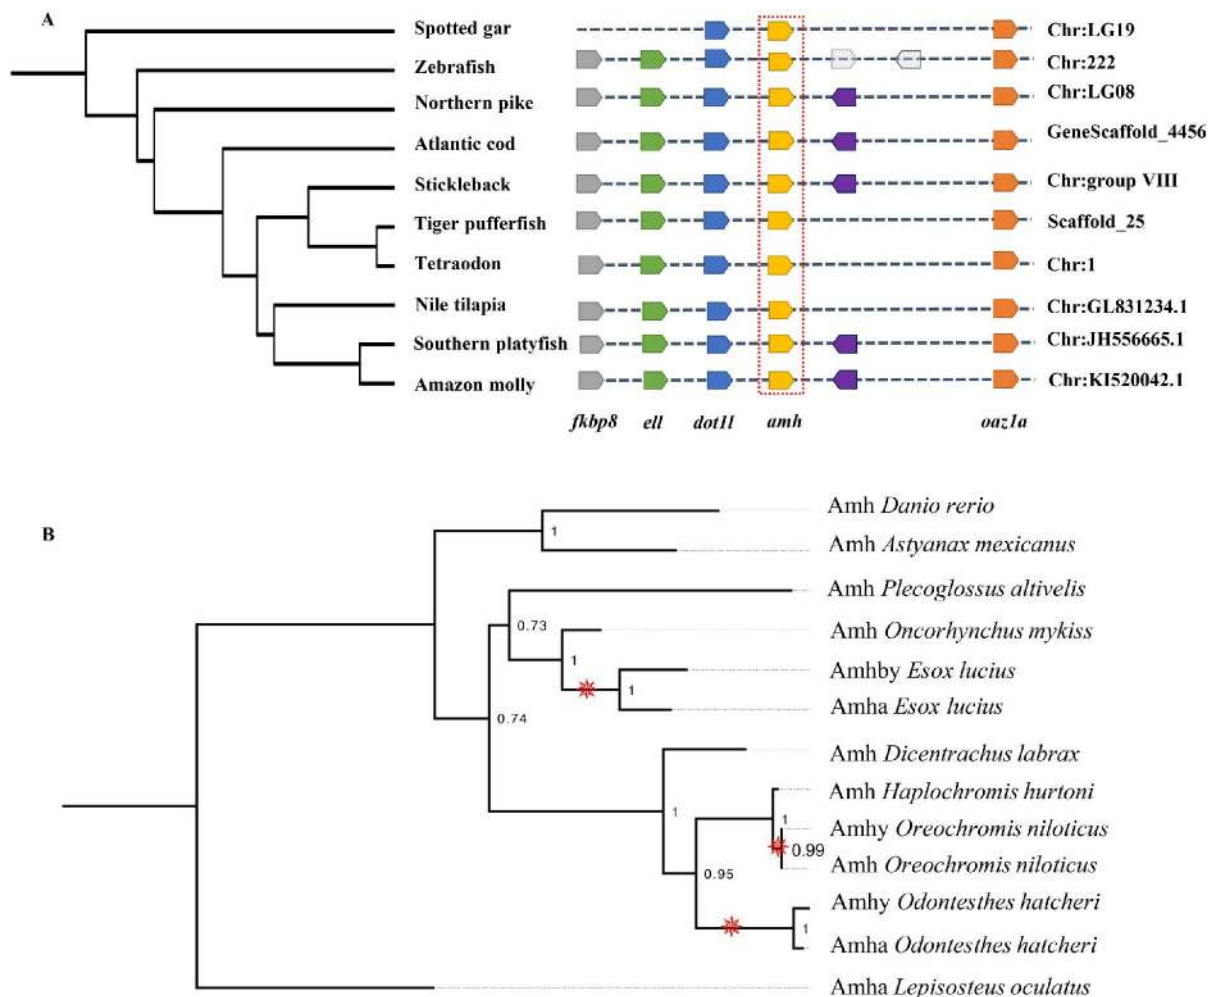 A
Spotted gar
Chr:LG19
Zebrafish
Chr:222
Northern pike
Chr:LG08
Atlantic cod
GeneScaffold_4456
Stickleback
Chr:group VIII
Tiger pufferfish
Scaffold_25
Tetraodon
Chr:1
Nile tilapia
Chr:GL831234.1
Southern platyfish
Chr:JH556665.1
Amazon molly
Chr:KI520042.1
fkbp8 ell dot1l amh oaz1a
B
Amh Danio rerio
1
Amh Astyanax mexicanus
Amh Plecoglossus altivelis
0.73
Amh Oncorhynchus mykiss
1
Amhby Esox lucius
1
Amha Esox lucius
0.74
Amh Dicentrachus labrax
Amh Haplochromis hurtoni
1
1
Amhy Oreochromis niloticus
0.99
Amh Oreochromis niloticus
0.95
Amhy Odontesthes hatcheri
1
Amha Odontesthes hatcheri
Amha Lepisosteus oculatus